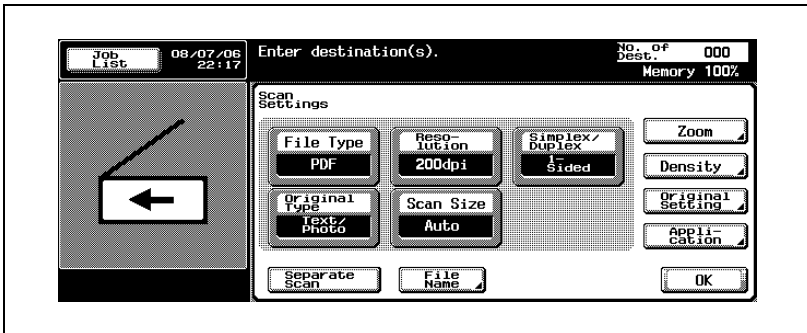 Job
List
08/07/06
22:17
Enter destination(s).
No. of
Dest.
000
Memory 100%
Scan
Settings
File Type
PDF
Reso-
lution
200dpi
Simplex/
Duplex
1-
Sided
Zoom
Density
Original
Type
Text/
Photo
Scan Size
Auto
Original
Setting
Appli-
cation
Separate
Scan
File
Name
OK